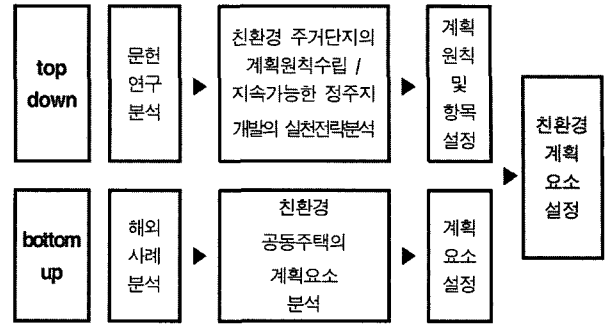 top
down
문헌
연구
분석
친환경 주거단지의
계획원칙수립 /
지속가능한 정주지
개발의 실천전략분석
계획
원칙
및
항목
설정
친환경
계획
요소
설정
bottom
up
해외
사례
분석
친환경
공동주택의
계획요소
분석
계획
요소
설정